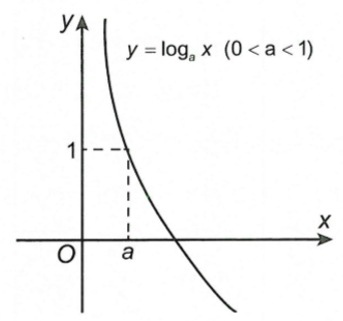 y
y = logₐ x (0 < a < 1)
1
x
O
a